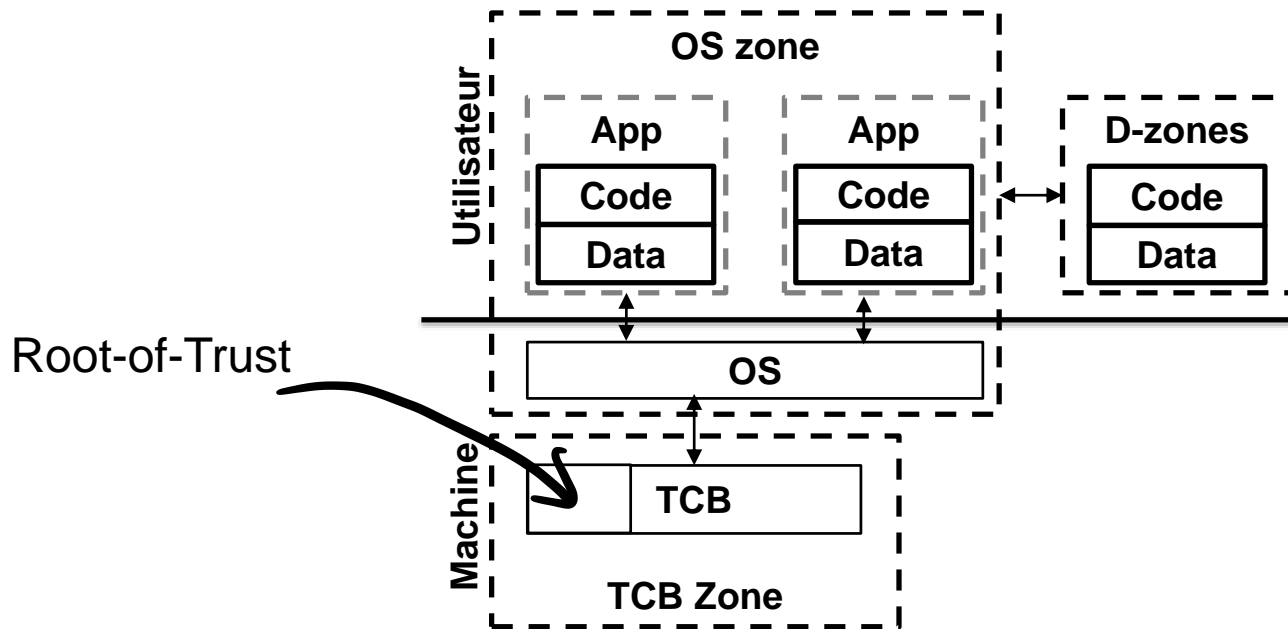 OS zone
Utilisateur
App
Code
Data
App
Code
Data
D-zones
Code
Data
Root-of-Trust
OS
Machine
TCB
TCB Zone